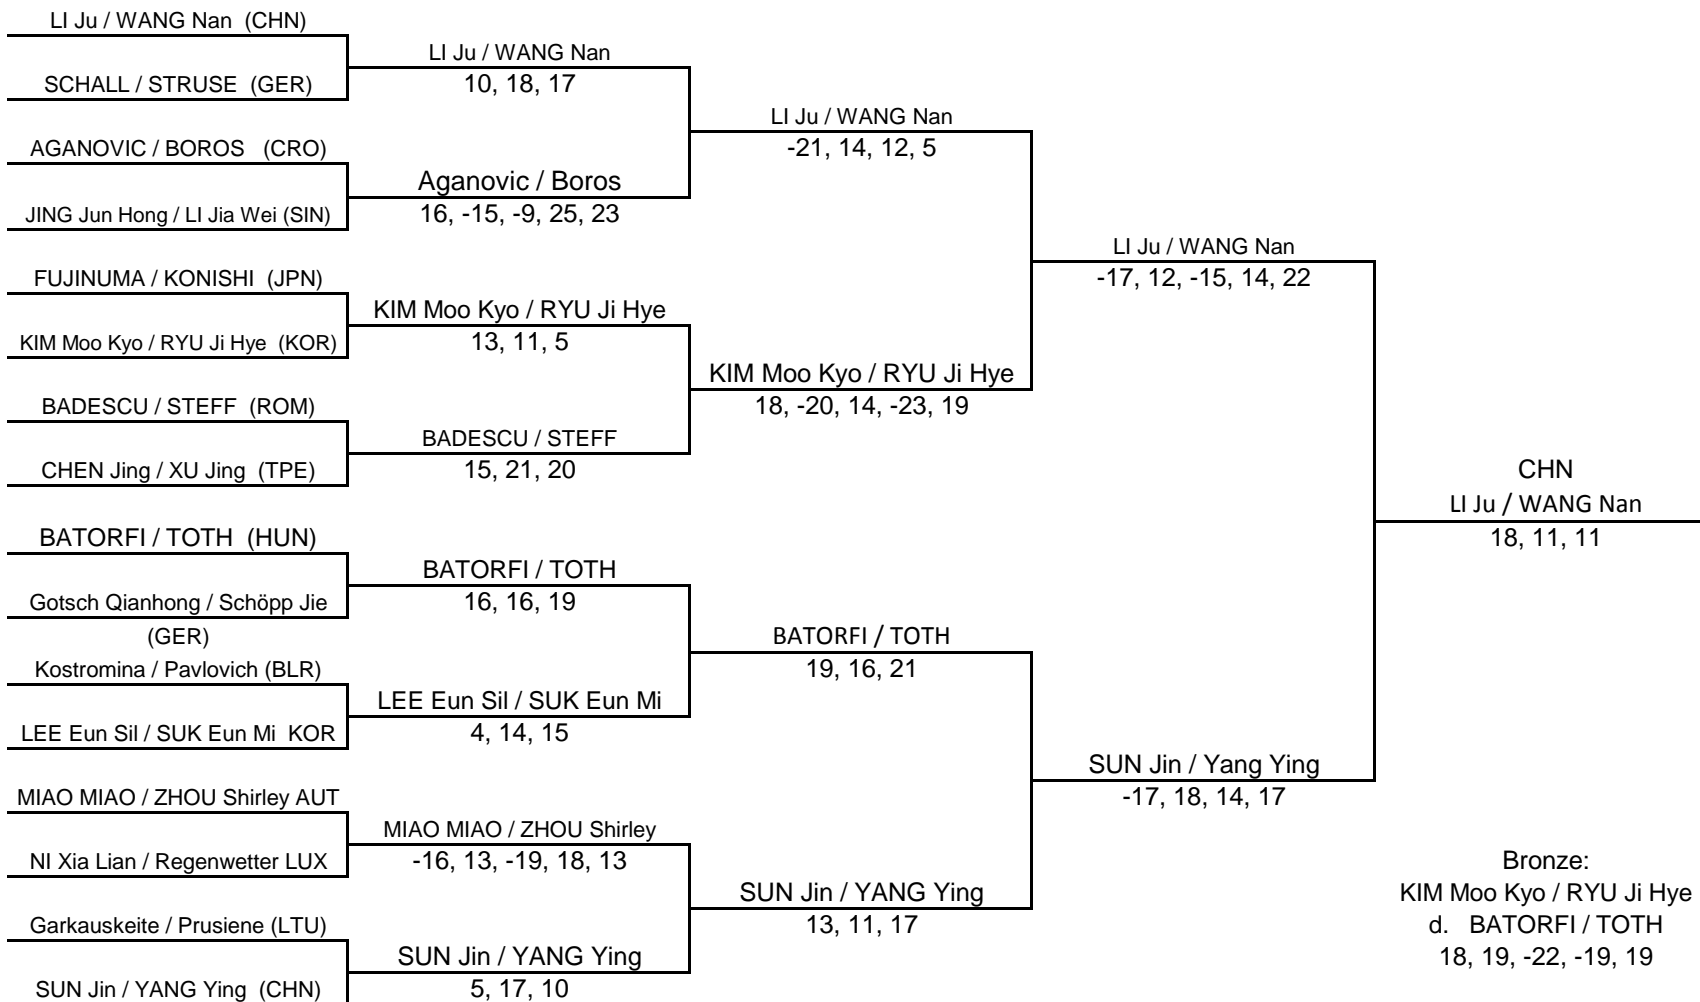 LI Ju / WANG Nan (CHN)
SCHALL / STRUSE (GER)
AGANOVIC / BOROS (CRO)
JING Jun Hong / LI Jia Wei (SIN)
FUJINUMA / KONISHI (JPN)
KIM Moo Kyo / RYU Ji Hye (KOR)
BADESCU / STEFF (ROM)
CHEN Jing / XU Jing (TPE)
BATORFI / TOTH (HUN)
Gotsch Qianhong / Schöpp Jie
(GER)
Kostromina / Pavlovich (BLR)
LEE Eun Sil / SUK Eun Mi KOR
MIAO MIAO / ZHOU Shirley AUT
NI Xia Lian / Regenwetter LUX
Garkauskeite / Prusiene (LTU)
SUN Jin / YANG Ying (CHN)
LI Ju / WANG Nan
10, 18, 17
Aganovic / Boros
16, -15, -9, 25, 23
KIM Moo Kyo / RYU Ji Hye
13, 11, 5
BADESCU / STEFF
15, 21, 20
BATORFI / TOTH
16, 16, 19
LEE Eun Sil / SUK Eun Mi
4, 14, 15
MIAO MIAO / ZHOU Shirley
-16, 13, -19, 18, 13
SUN Jin / YANG Ying
5, 17, 10
LI Ju / WANG Nan
-21, 14, 12, 5
KIM Moo Kyo / RYU Ji Hye
18, -20, 14, -23, 19
BATORFI / TOTH
19, 16, 21
SUN Jin / YANG Ying
13, 11, 17
LI Ju / WANG Nan
-17, 12, -15, 14, 22
SUN Jin / Yang Ying
-17, 18, 14, 17
CHN
LI Ju / WANG Nan
18, 11, 11
Bronze:
KIM Moo Kyo / RYU Ji Hye
d. BATORFI / TOTH
18, 19, -22, -19, 19